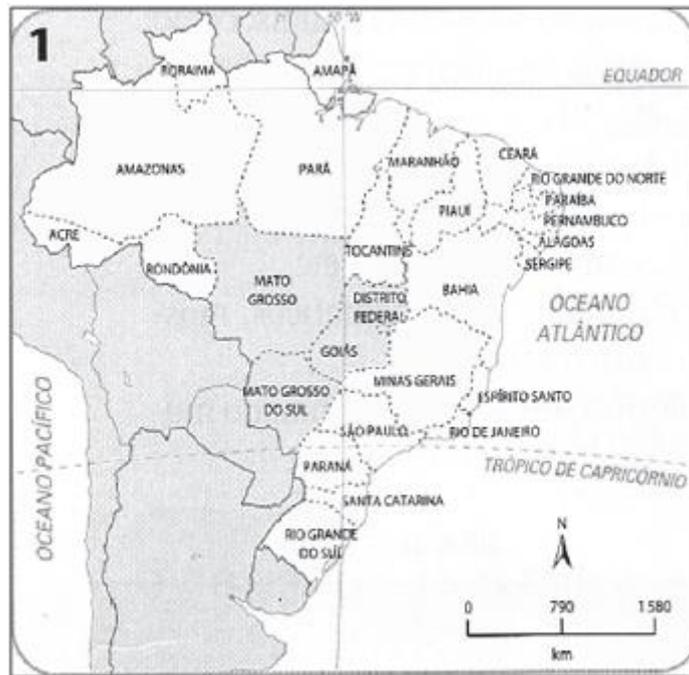 1
50 °W
RORAIMA
AMAPÁ
EQUADOR
AMAZONAS
PARÁ
MARANHÃO
CEARÁ
RIO GRANDE DO NORTE
PARAÍBA
PIAUÍ
PERNAMBUCO
ACRE
ALAGOAS
TOCANTINS
SERGIPE
RONDÔNIA
MATO
GROSSO
BAHIA
DISTRITO
FEDERAL
OCEANO
ATLÂNTICO
GOIÁS
MINAS GERAIS
MATO GROSSO
DO SUL
ESPÍRITO SANTO
SÃO PAULO
RIO DE JANEIRO
OCEANO PACÍFICO
PARANÁ
TRÓPICO DE CAPRICÓRNIO
SANTA CATARINA
RIO GRANDE
DO SUL
N
0 790 1 580
km